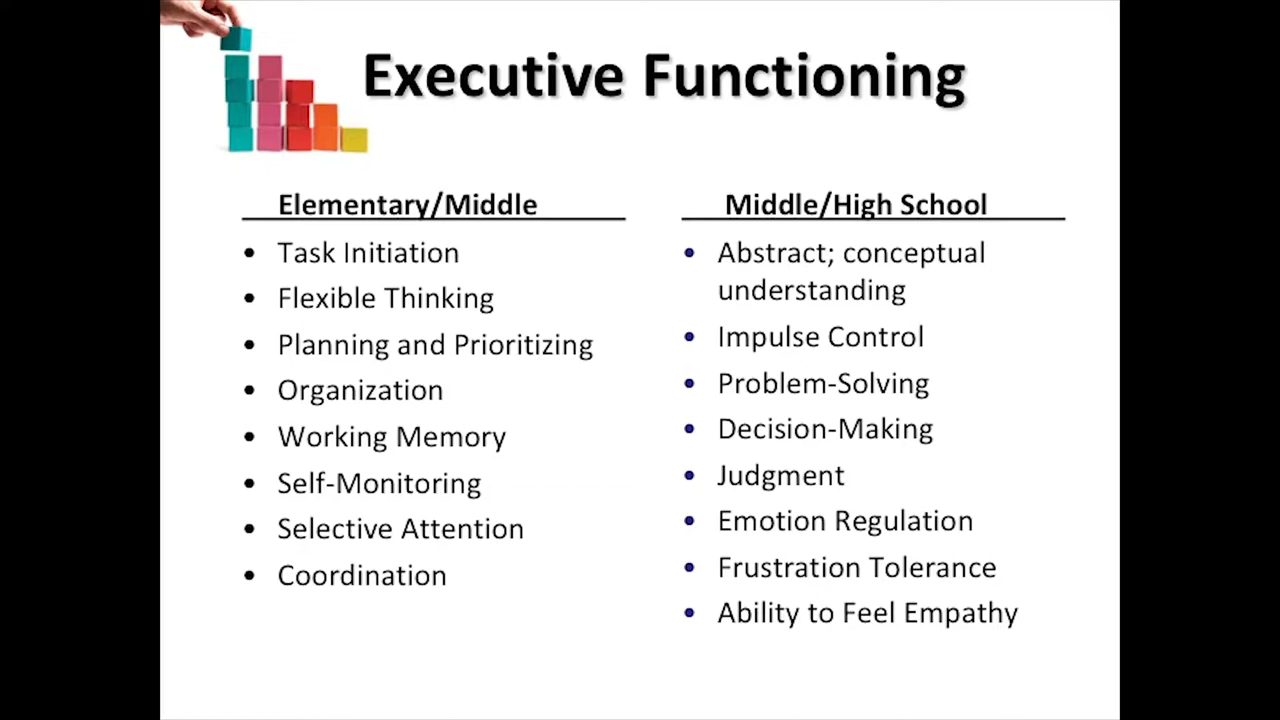 Executive Functioning
Elementary/Middle
• Task Initiation
• Flexible Thinking
• Planning and Prioritizing
• Organization
• Working Memory
• Self-Monitoring
• Selective Attention
• Coordination
Middle/High School
• Abstract; conceptual
understanding
• Impulse Control
• Problem-Solving
• Decision-Making
• Judgment
• Emotion Regulation
• Frustration Tolerance
• Ability to Feel Empathy